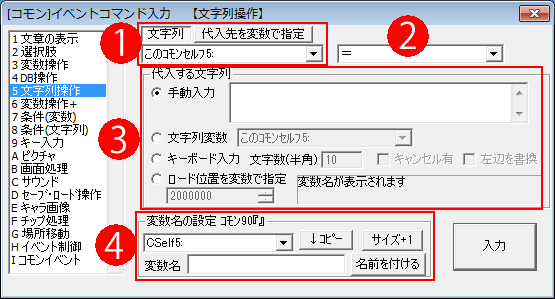 [コモン]イベントコマンド入力　【文字列操作】
1 文章の表示
2 選択肢
3 変数操作
4 DB操作
5 文字列操作
6 変数操作+
7 条件(変数)
8 条件(文字列)
9 キー入力
A ピクチャ
B 画面処理
C サウンド
D セーブ・ロード操作
E キャラ画像
F チップ処理
G 場所移動
H イベント制御
I コモンイベント
1
文字列 代入先を変数で指定
このコモンセルフ5:
2
=
3
代入する文字列
手動入力
文字列変数 このコモンセルフ5:
キーボード入力 文字数(半角) 10 キャンセル有 左辺を書換
ロード位置を変数で指定
2000000 変数名が表示されます
4
変数名の設定 コモン90『』
CSelf5: ↓コピー サイズ+1
変数名 名前を付ける
入力